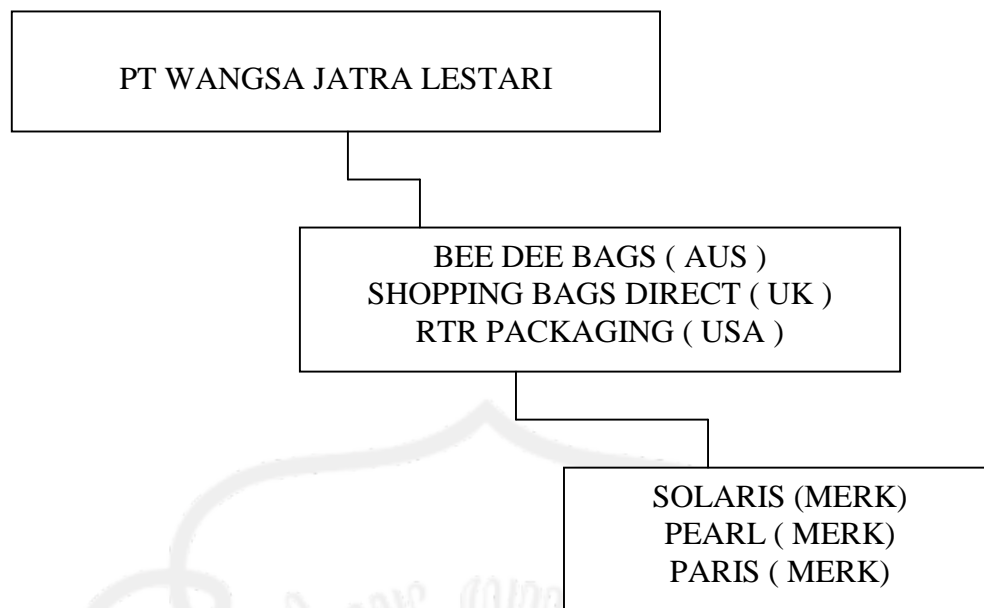 PT WANGSA JATRA LESTARI
BEE DEE BAGS ( AUS )
SHOPPING BAGS DIRECT ( UK )
RTR PACKAGING ( USA )
SOLARIS (MERK)
PEARL ( MERK)
PARIS ( MERK)